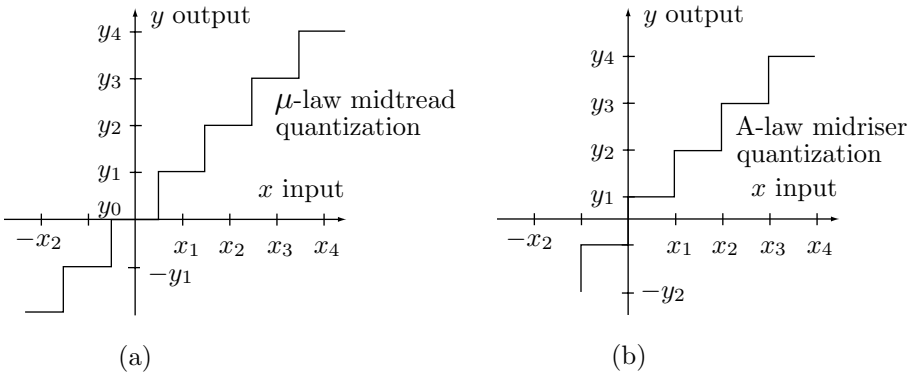 y output
y4
y3
y2
y1
y0
μ-law midtread
quantization
x input
−x2
x1
x2
x3
x4
−y1
(a)
y output
y4
y3
y2
y1
A-law midriser
quantization
x input
−x2
x1
x2
x3
x4
−y2
(b)